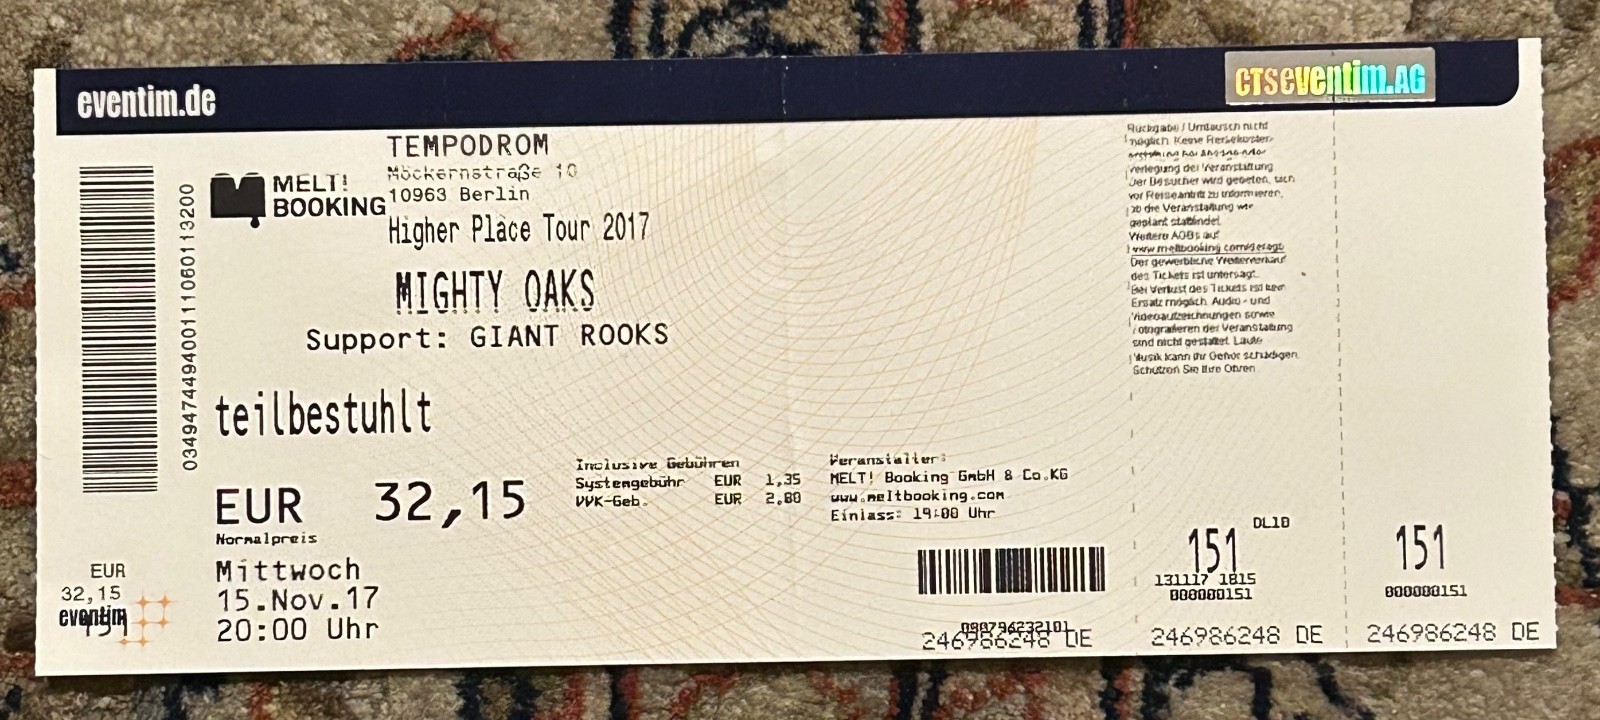 eventim.de
CTSeventim.AG
TEMPODROM
Möckernstraße 10
10963 Berlin
MELT!
BOOKING
Higher Place Tour 2017
MIGHTY OAKS
Support: GIANT ROOKS
teilbestuhlt
EUR 32,15
Normalpreis
Mittwoch
15.Nov.17
20:00 Uhr
Inclusive Gebühren
Systemgebühr EUR 1,35
VVK-Geb. EUR 2,80
Veranstalter:
MELT! Booking GmbH & Co.KG
www.meltbooking.com
Einlass: 19:00 Uhr
034947449400111060113200
EUR
32,15
eventim
151
090796232101
246986248 DE
Rückgabe / Umtausch nicht
möglich. Keine Reisekosten-
erstattung bei Absage oder
Verlegung der Veranstaltung
Der Besucher wird gebeten, sich
vor Reiseantritt zu informieren,
ob die Veranstaltung wie
geplant stattfindet.
Weitere AGBs auf
Der gewerbliche Weiterverkauf
des Tickets ist untersagt.
Bei Verlust des Tickets ist kein
Ersatz möglich. Audio - und
Videoaufzeichnungen sowie
Fotografieren der Veranstaltung
sind nicht gestattet. Laute
Musik kann Ihr Gehör schädigen.
Schützen Sie Ihre Ohren.
DL10
151
131117 1815
000000151
246986248 DE
151
000000151
246986248 DE